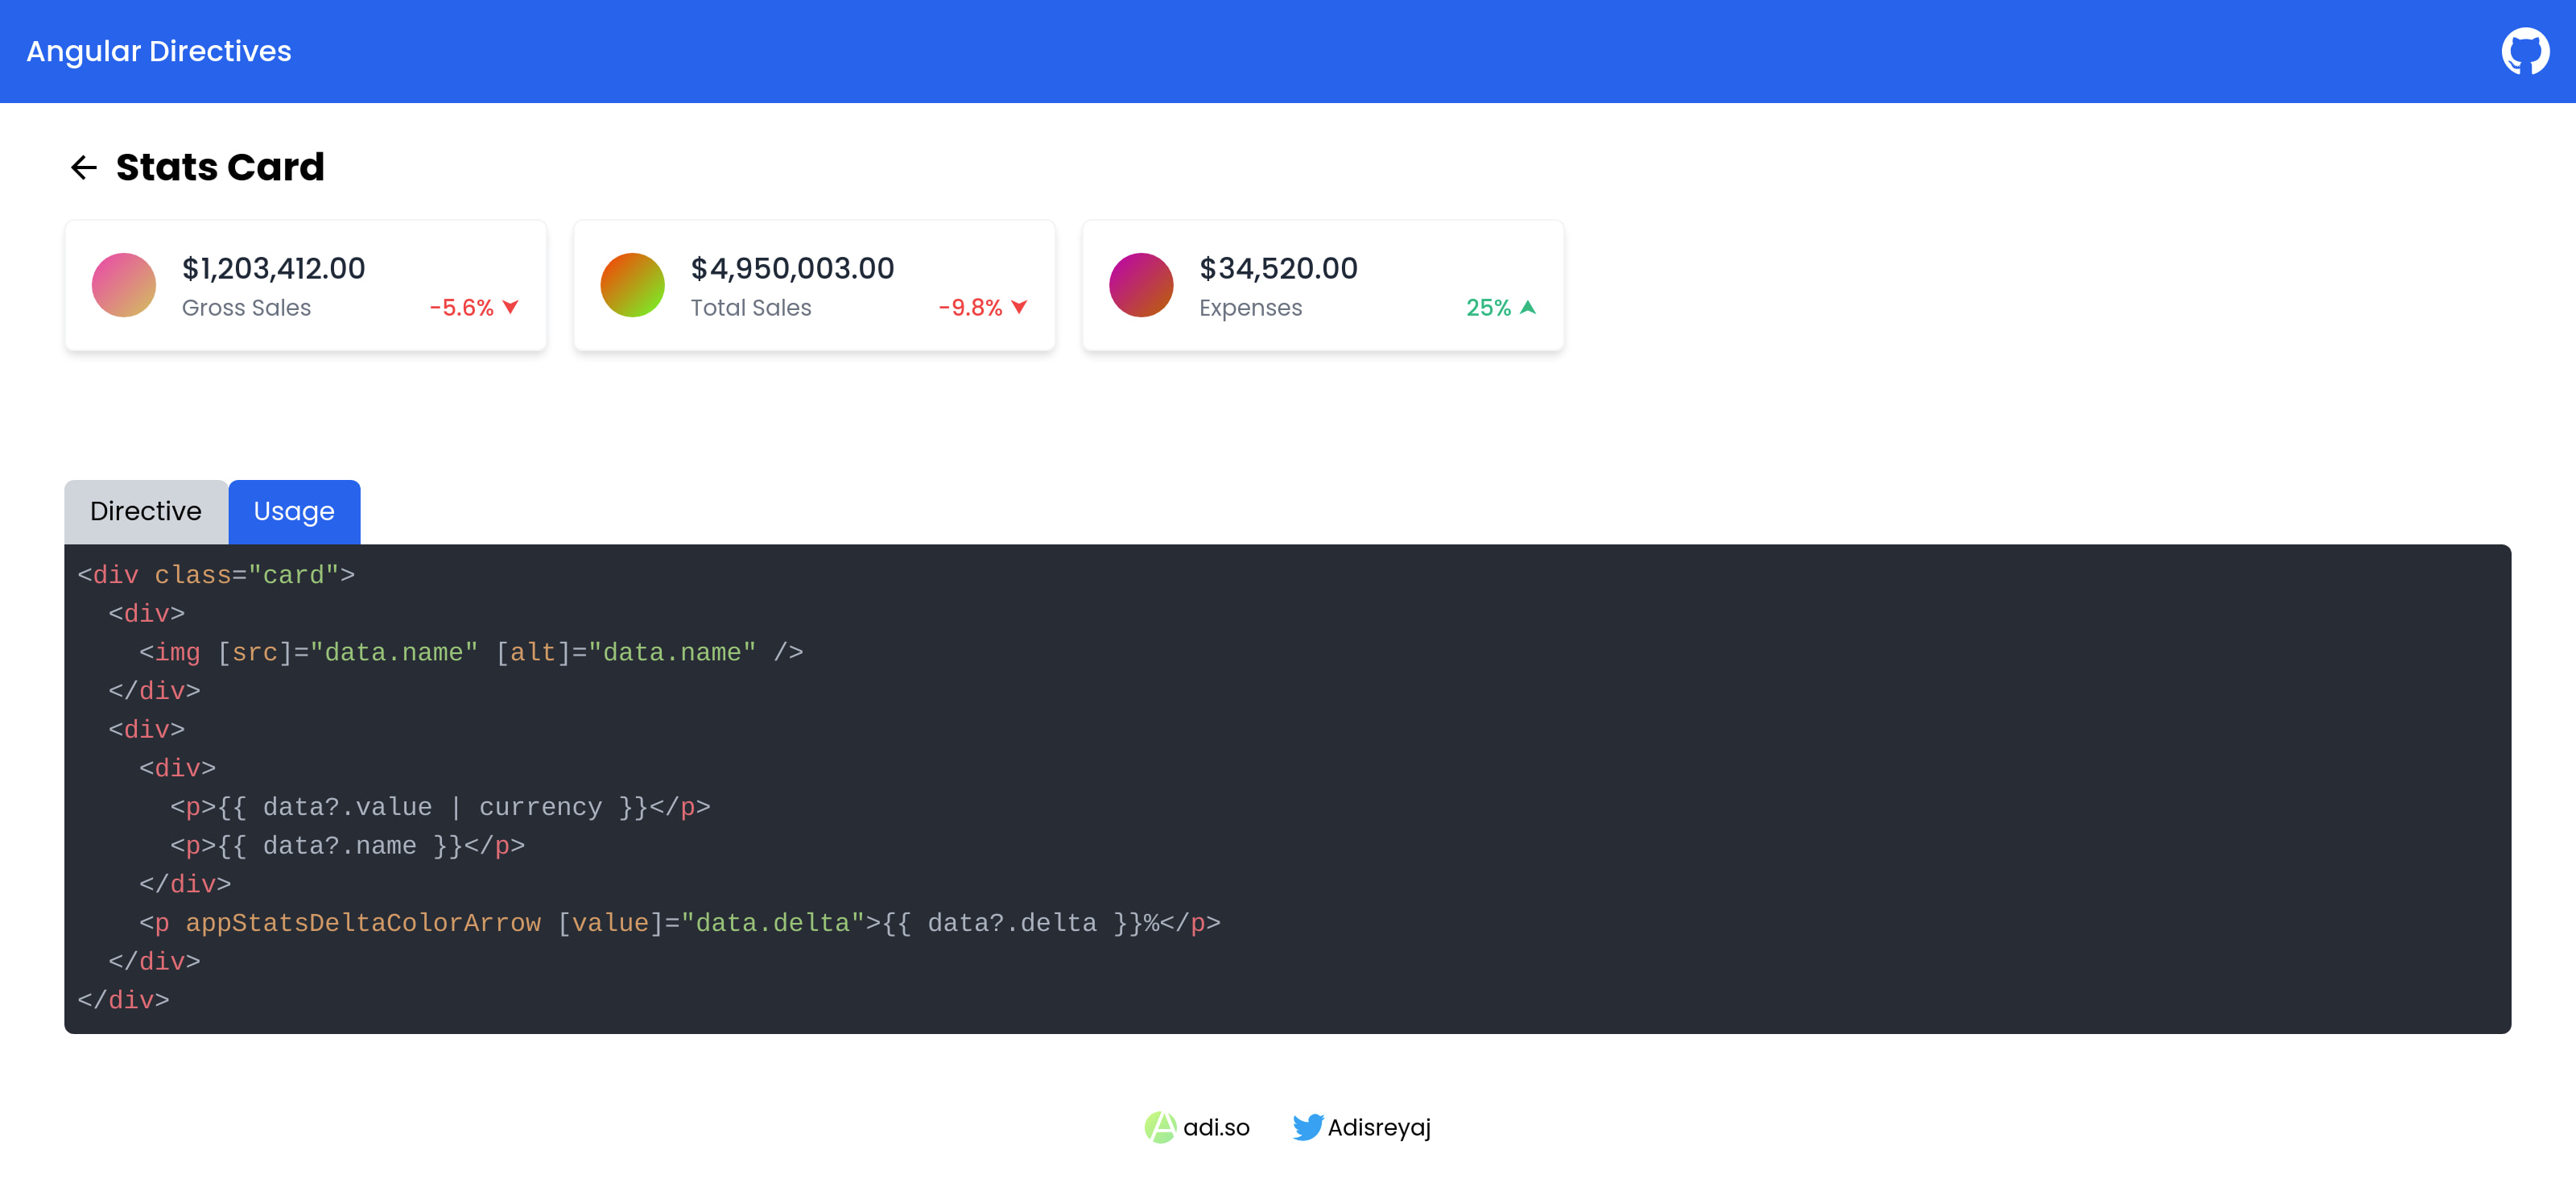 Angular Directives
Stats Card
$1,203,412.00
Gross Sales -5.6%
$4,950,003.00
Total Sales -9.8%
$34,520.00
Expenses 25%
Directive Usage
<div class="card">
  <div>
    <img [src]="data.name" [alt]="data.name" />
  </div>
  <div>
    <div>
      <p>{{ data?.value | currency }}</p>
      <p>{{ data?.name }}</p>
    </div>
    <p appStatsDeltaColorArrow [value]="data.delta">{{ data?.delta }}%</p>
  </div>
</div>
adi.so Adisreyaj